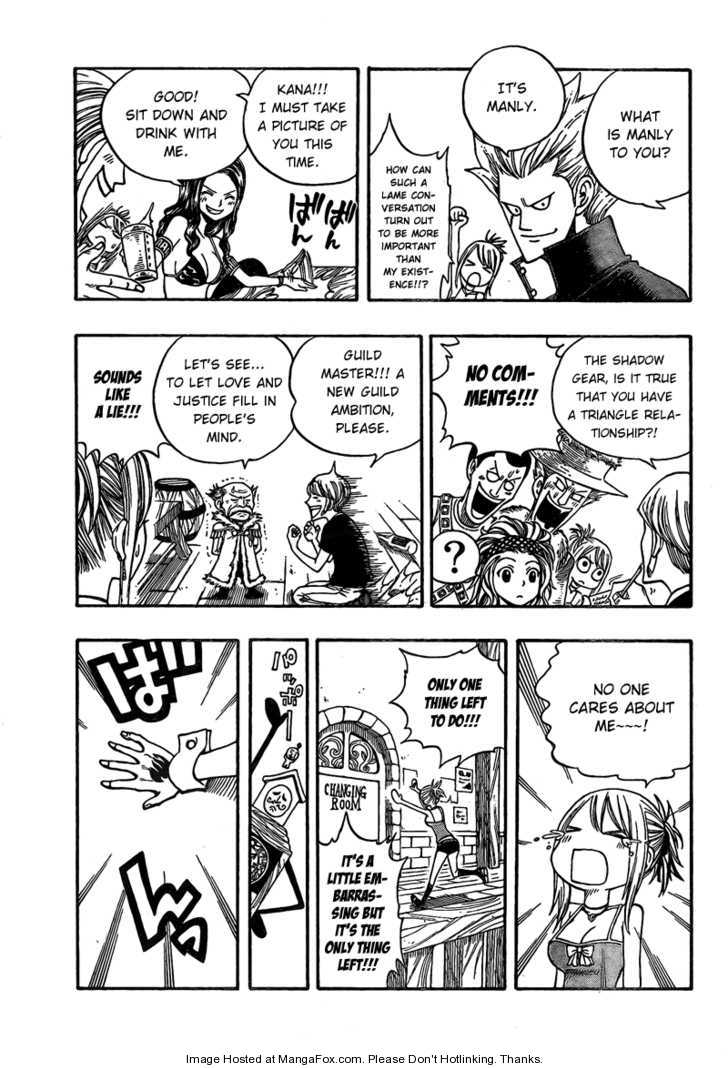 WHAT
IS MANLY
TO YOU?
IT'S
MANLY.
HOW CAN
SUCH A
LAME CON-
VERSATION
TURN OUT
TO BE MORE
IMPORTANT
THAN
MY EXIST-
ENCE!!?
KANA!!!
I MUST TAKE
A PICTURE OF
YOU THIS
TIME.
GOOD!
SIT DOWN AND
DRINK WITH
ME.
ばん
ばん
THE SHADOW
GEAR, IS IT TRUE
THAT YOU HAVE
A TRIANGLE RELA-
TIONSHIP?!
NO COM-
MENTS!!!
?
GUILD
MASTER!!! A
NEW GUILD
AMBITION,
PLEASE.
LET'S SEE...
TO LET LOVE AND
JUSTICE FILL IN
PEOPLE'S
MIND.
SOUNDS
LIKE
A LIE!!!
NO ONE
CARES ABOUT
ME~~~!
ONLY ONE
THING LEFT
TO DO!!!
CHANGING
ROOM
IT'S A
LITTLE EM-
BARRAS-
SING BUT
IT'S THE
ONLY THING
LEFT!!!
ばんっ
Image Hosted at MangaFox.com. Please Don't Hotlinking. Thanks.